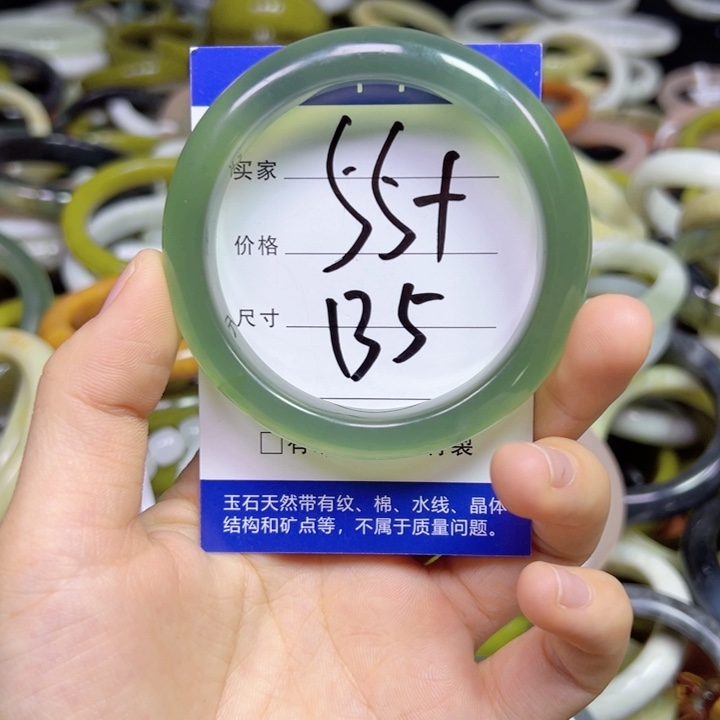 买家
价格
55+
尺寸
B5
玉石天然带有纹、棉、水线、晶体
结构和矿点等，不属于质量问题。